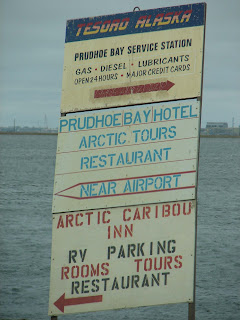 TESORO ALASKA
PRUDHOE BAY SERVICE STATION
GAS • DIESEL • LUBRICANTS
OPEN 24 HOURS • MAJOR CREDIT CARDS
PRUDHOE BAY HOTEL
ARCTIC TOURS
RESTAURANT
NEAR AIRPORT
ARCTIC CARIBOU
INN
RV PARKING
ROOMS TOURS
RESTAURANT